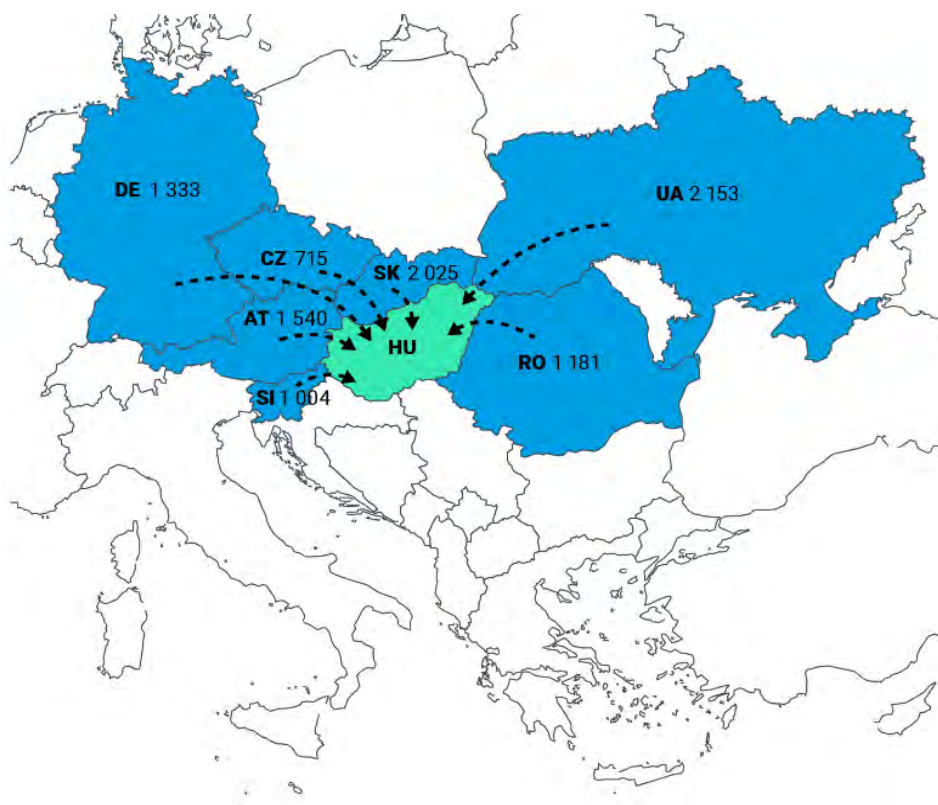 DE 1 333
UA 2 153
CZ 715
SK 2 025
AT 1 540
HU
RO 1 181
SI 1 004